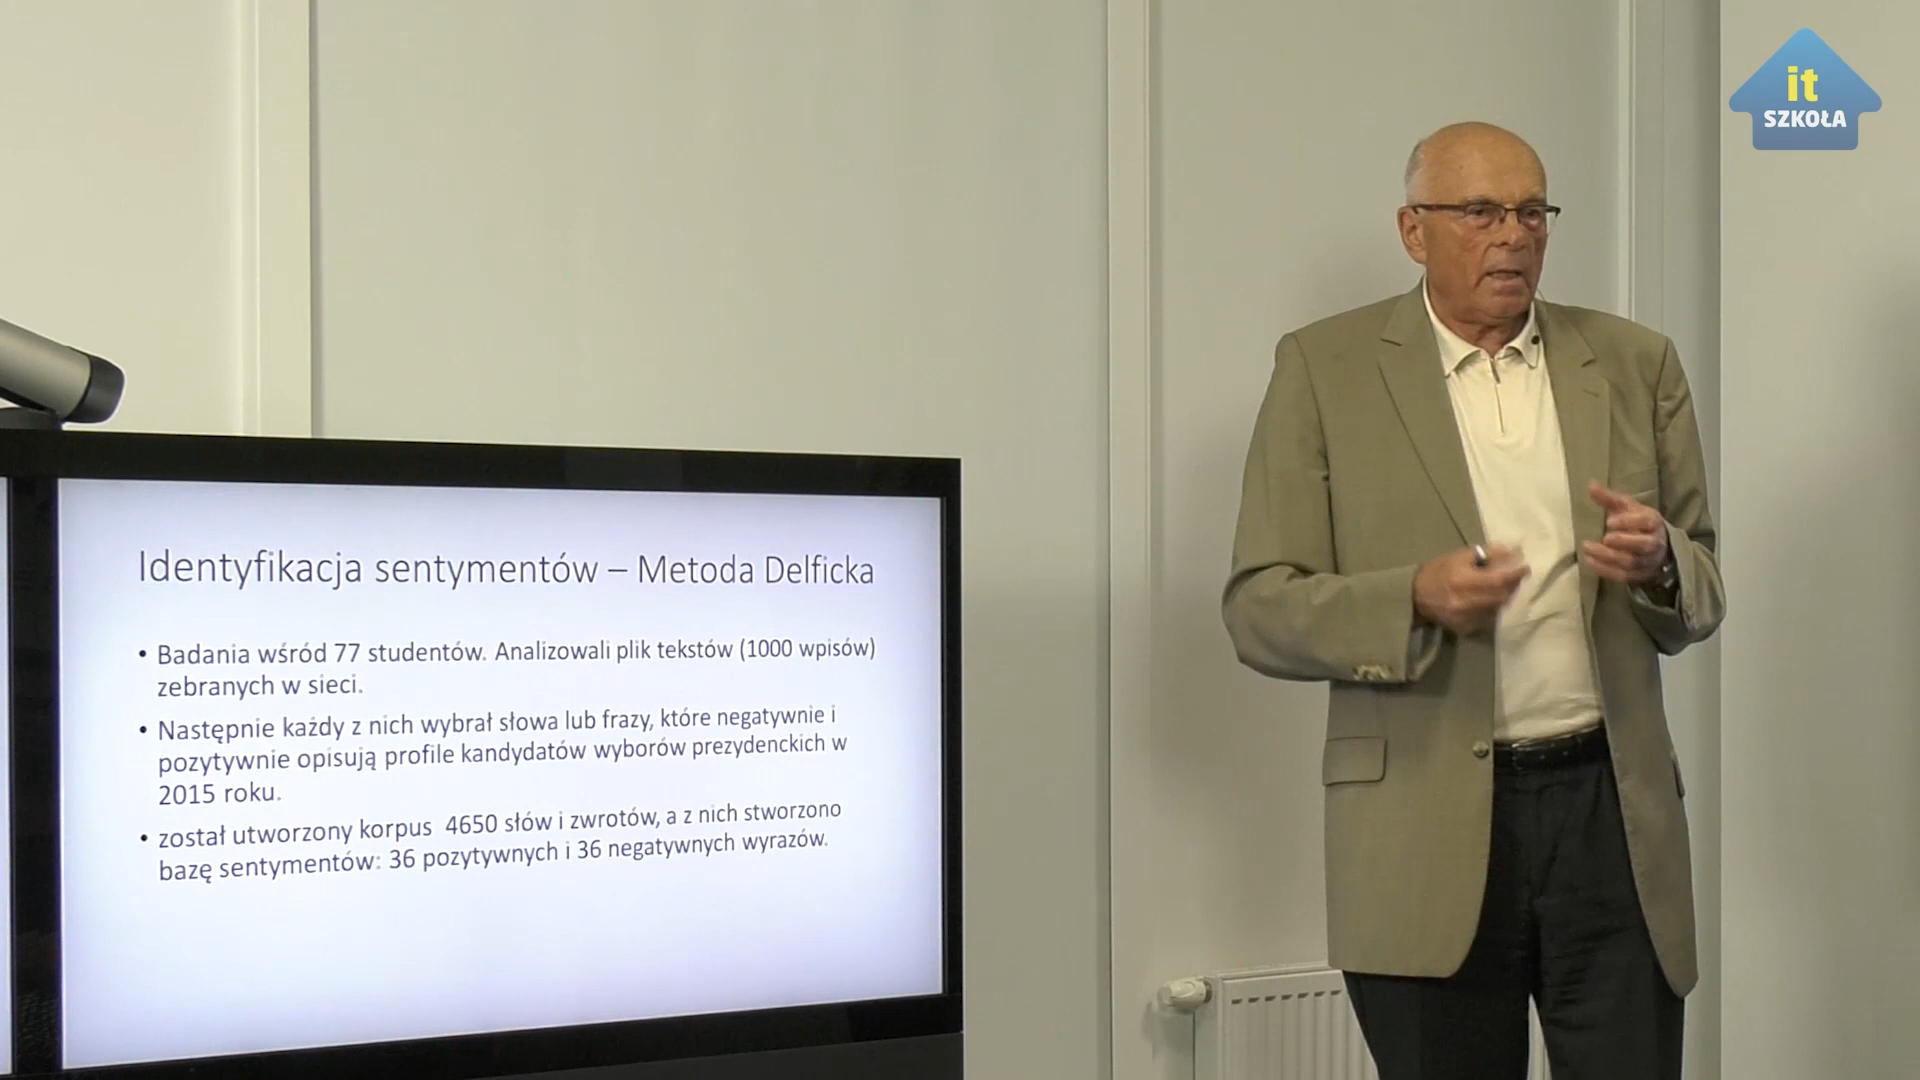 it
SZKOŁA
Identyfikacja sentymentów – Metoda Delficka
• Badania wśród 77 studentów. Analizowali plik tekstów (1000 wpisów)
zebranych w sieci.
• Następnie każdy z nich wybrał słowa lub frazy, które negatywnie i
pozytywnie opisują profile kandydatów wyborów prezydenckich w
2015 roku.
• został utworzony korpus 4650 słów i zwrotów, a z nich stworzono
bazę sentymentów: 36 pozytywnych i 36 negatywnych wyrazów.